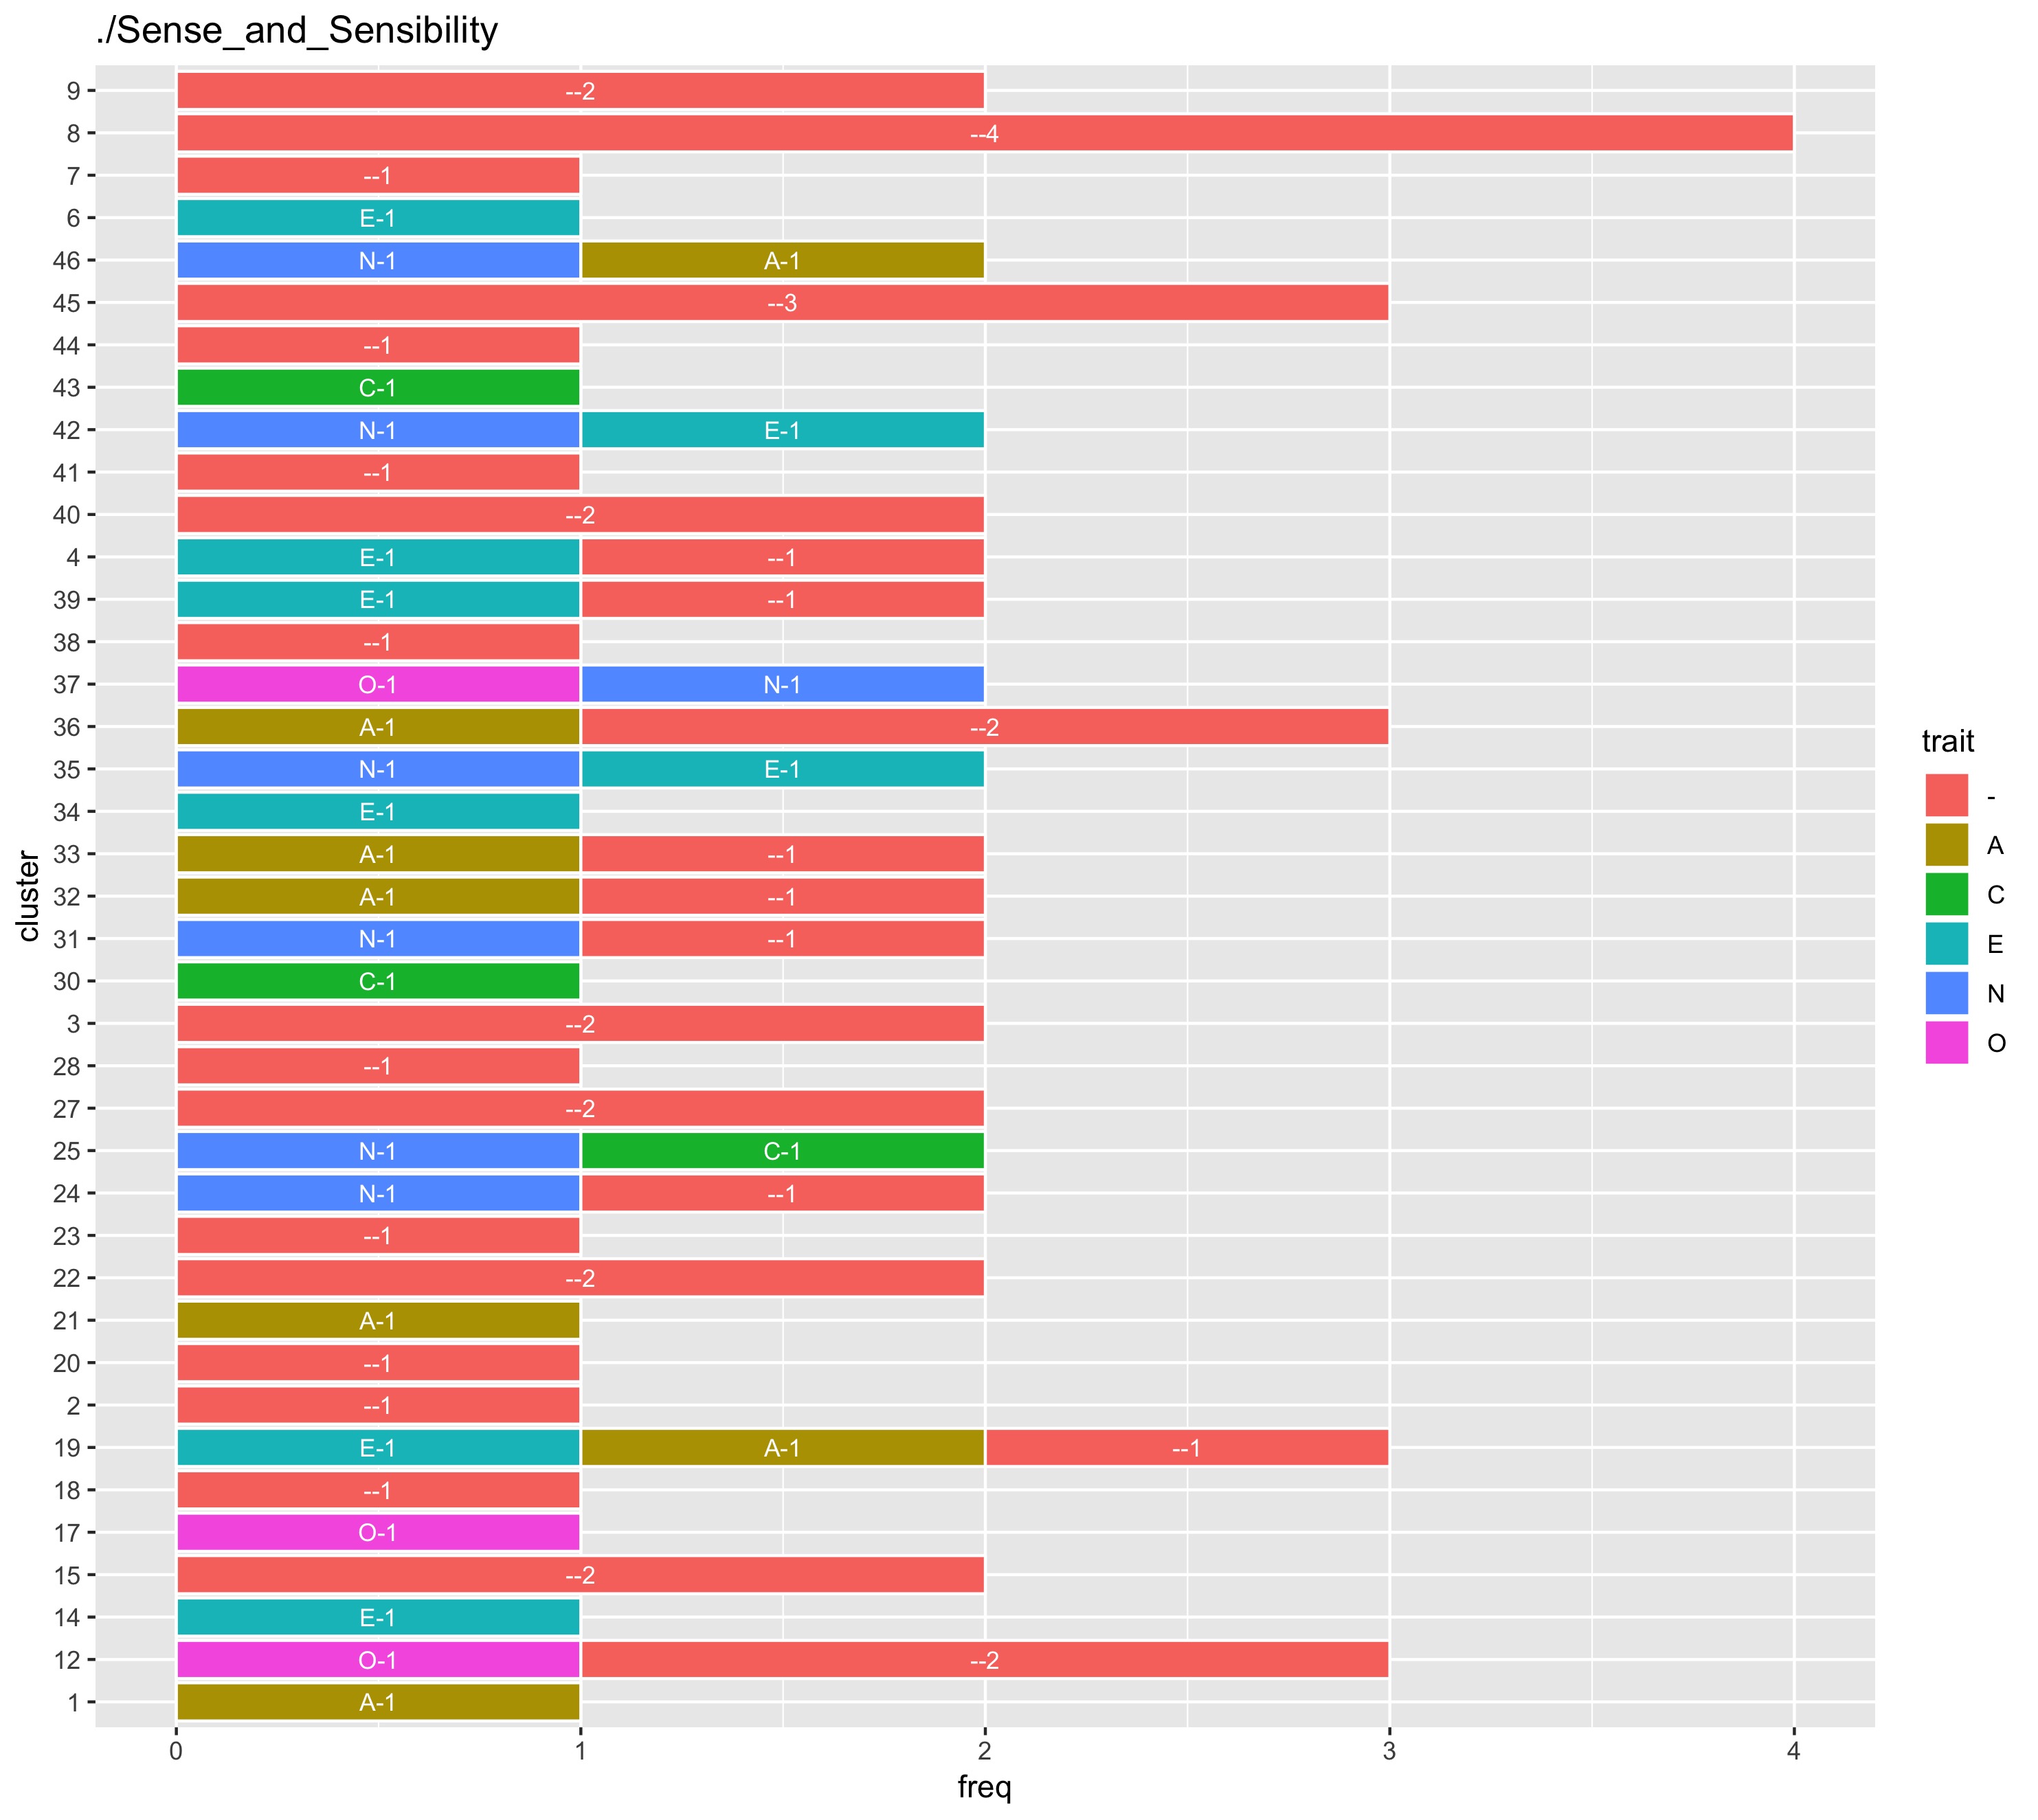 ./Sense_and_Sensibility
9 --2
8 --4
7 --1
6 E-1
46 N-1 A-1
45 --3
44 --1
43 C-1
42 N-1 E-1
41 --1
40 --2
4 E-1 --1
39 E-1 --1
38 --1
37 O-1 N-1
36 A-1 --2
35 N-1 E-1
34 E-1
33 A-1 --1
32 A-1 --1
31 N-1 --1
30 C-1
3 --2
28 --1
27 --2
25 N-1 C-1
24 N-1 --1
23 --1
22 --2
21 A-1
20 --1
2 --1
19 E-1 A-1 --1
18 --1
17 O-1
15 --2
14 E-1
12 O-1 --2
1 A-1
0 1 2 3 4
freq
cluster
trait
-
A
C
E
N
O